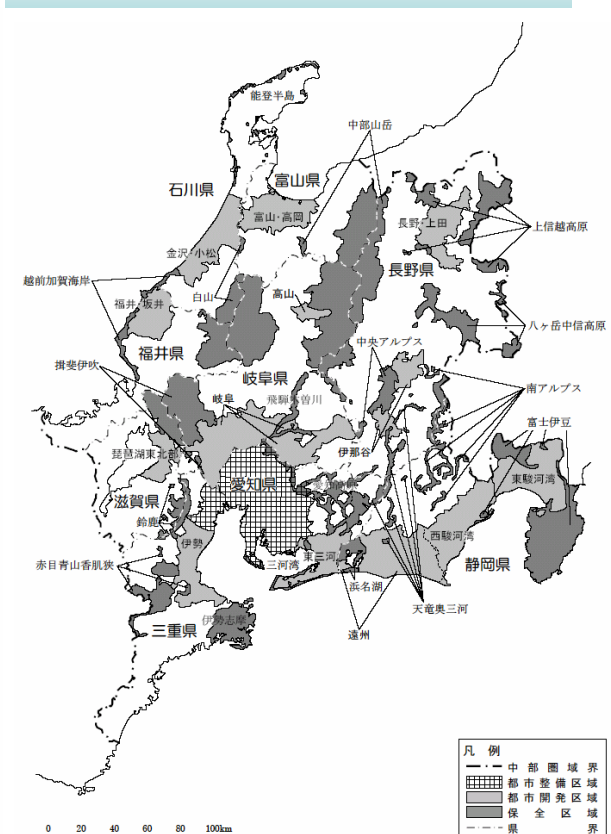 能登半島
中部山岳
石川県
富山県
富山・高岡
長野・上田
上信越高原
金沢・小松
長野県
越前加賀海岸
白山
高山
福井・坂井
八ヶ岳中信高原
福井県
中央アルプス
揖斐伊吹
岐阜県
岐阜
飛騨木曽川
南アルプス
富士伊豆
伊那谷
琵琶湖東北部
東駿河湾
愛知県
愛知高原
滋賀県
鈴鹿
伊勢
西駿河湾
東三河
静岡県
赤目青山香肌狭
三河湾
浜名湖
天竜奥三河
伊勢志摩
三重県
遠州
凡例
中部圏域界
都市整備区域
都市開発区域
保全区域
県界
0 20 40 60 80 100km